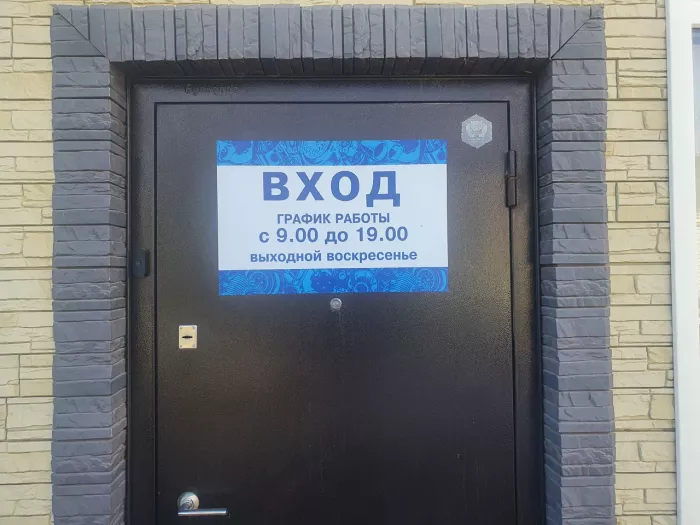 ВХОД
ГРАФИК РАБОТЫ
с 9.00 до 19.00
выходной воскресенье